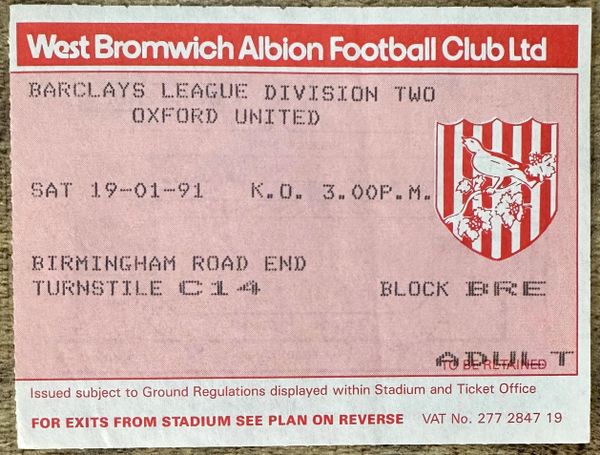 West Bromwich Albion Football Club Ltd
BARCLAYS LEAGUE DIVISION TWO
OXFORD UNITED
SAT 19-01-91 K.O. 3.00P.M.
BIRMINGHAM ROAD END
TURNSTILE C14 BLOCK BRE
ADULT
TO BE RETAINED
Issued subject to Ground Regulations displayed within Stadium and Ticket Office
FOR EXITS FROM STADIUM SEE PLAN ON REVERSE VAT No. 277 2847 19